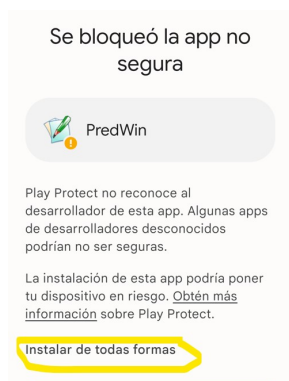 Se bloqueó la app no
segura
PredWin
Play Protect no reconoce al
desarrollador de esta app. Algunas apps
de desarrolladores desconocidos
podrían no ser seguras.
La instalación de esta app podría poner
tu dispositivo en riesgo. Obtén más
información sobre Play Protect.
Instalar de todas formas